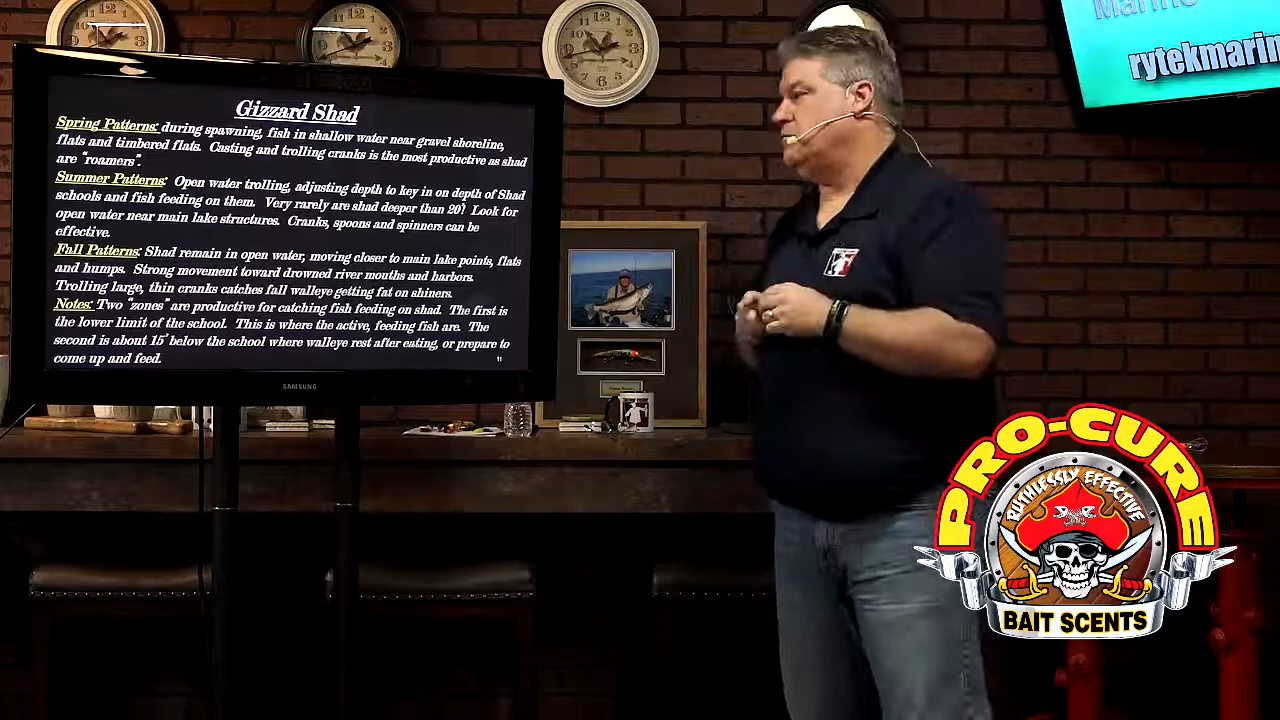 Marine
rytekmarin
Gizzard Shad
Spring Patterns: during spawning, fish in shallow water near gravel shoreline,
flats and timbered flats. Casting and trolling cranks is the most productive as shad
are "roamers".
Summer Patterns: Open water trolling, adjusting depth to key in on depth of Shad
schools and fish feeding on them. Very rarely are shad deeper than 20'! Look for
open water near main lake structures. Cranks, spoons and spinners can be
effective.
Fall Patterns: Shad remain in open water, moving closer to main lake points, flats
and humps. Strong movement toward drowned river mouths and harbors.
Trolling large, thin cranks catches fall walleye getting fat on shiners.
Notes: Two "zones" are productive for catching fish feeding on shad. The first is
the lower limit of the school. This is where the active, feeding fish are. The
second is about 15' below the school where walleye rest after eating, or prepare to
come up and feed.
11
SAMSUNG
PRO-CURE
RUTHLESSLY EFFECTIVE
BAIT SCENTS